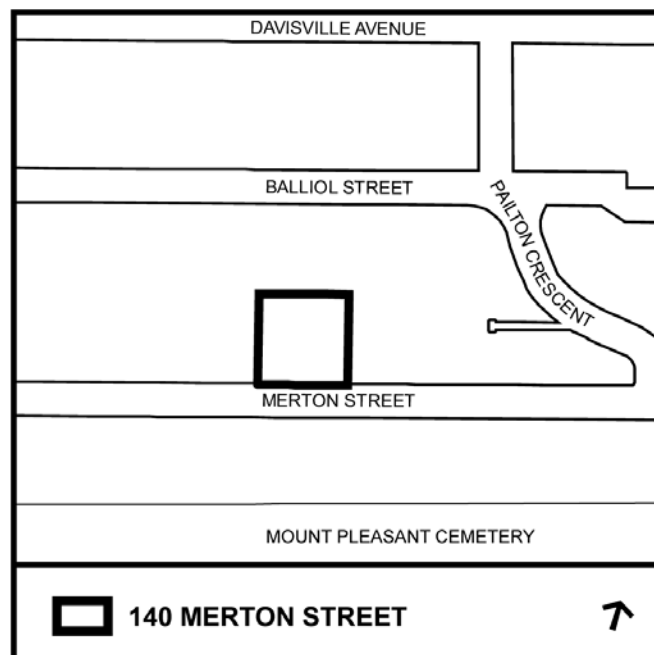 DAVISVILLE AVENUE
BALLIOL STREET
PAILTON CRESCENT
MERTON STREET
MOUNT PLEASANT CEMETERY
140 MERTON STREET